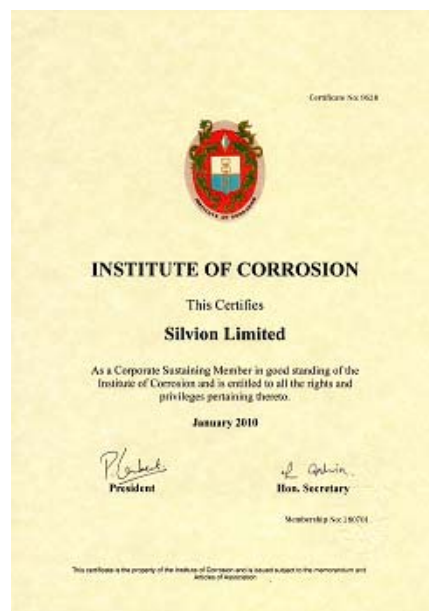 Certificate No: 9628
INSTITUTE OF CORROSION
INSTITUTE OF CORROSION
This Certifies
Silvion Limited
As a Corporate Sustaining Member in good standing of the
Institute of Corrosion and is entitled to all the rights and
privileges pertaining thereto.
January 2010
President
Hon. Secretary
Membership No: 280701
This certificate is the property of the Institute of Corrosion and is issued subject to the memorandum and
Articles of Association